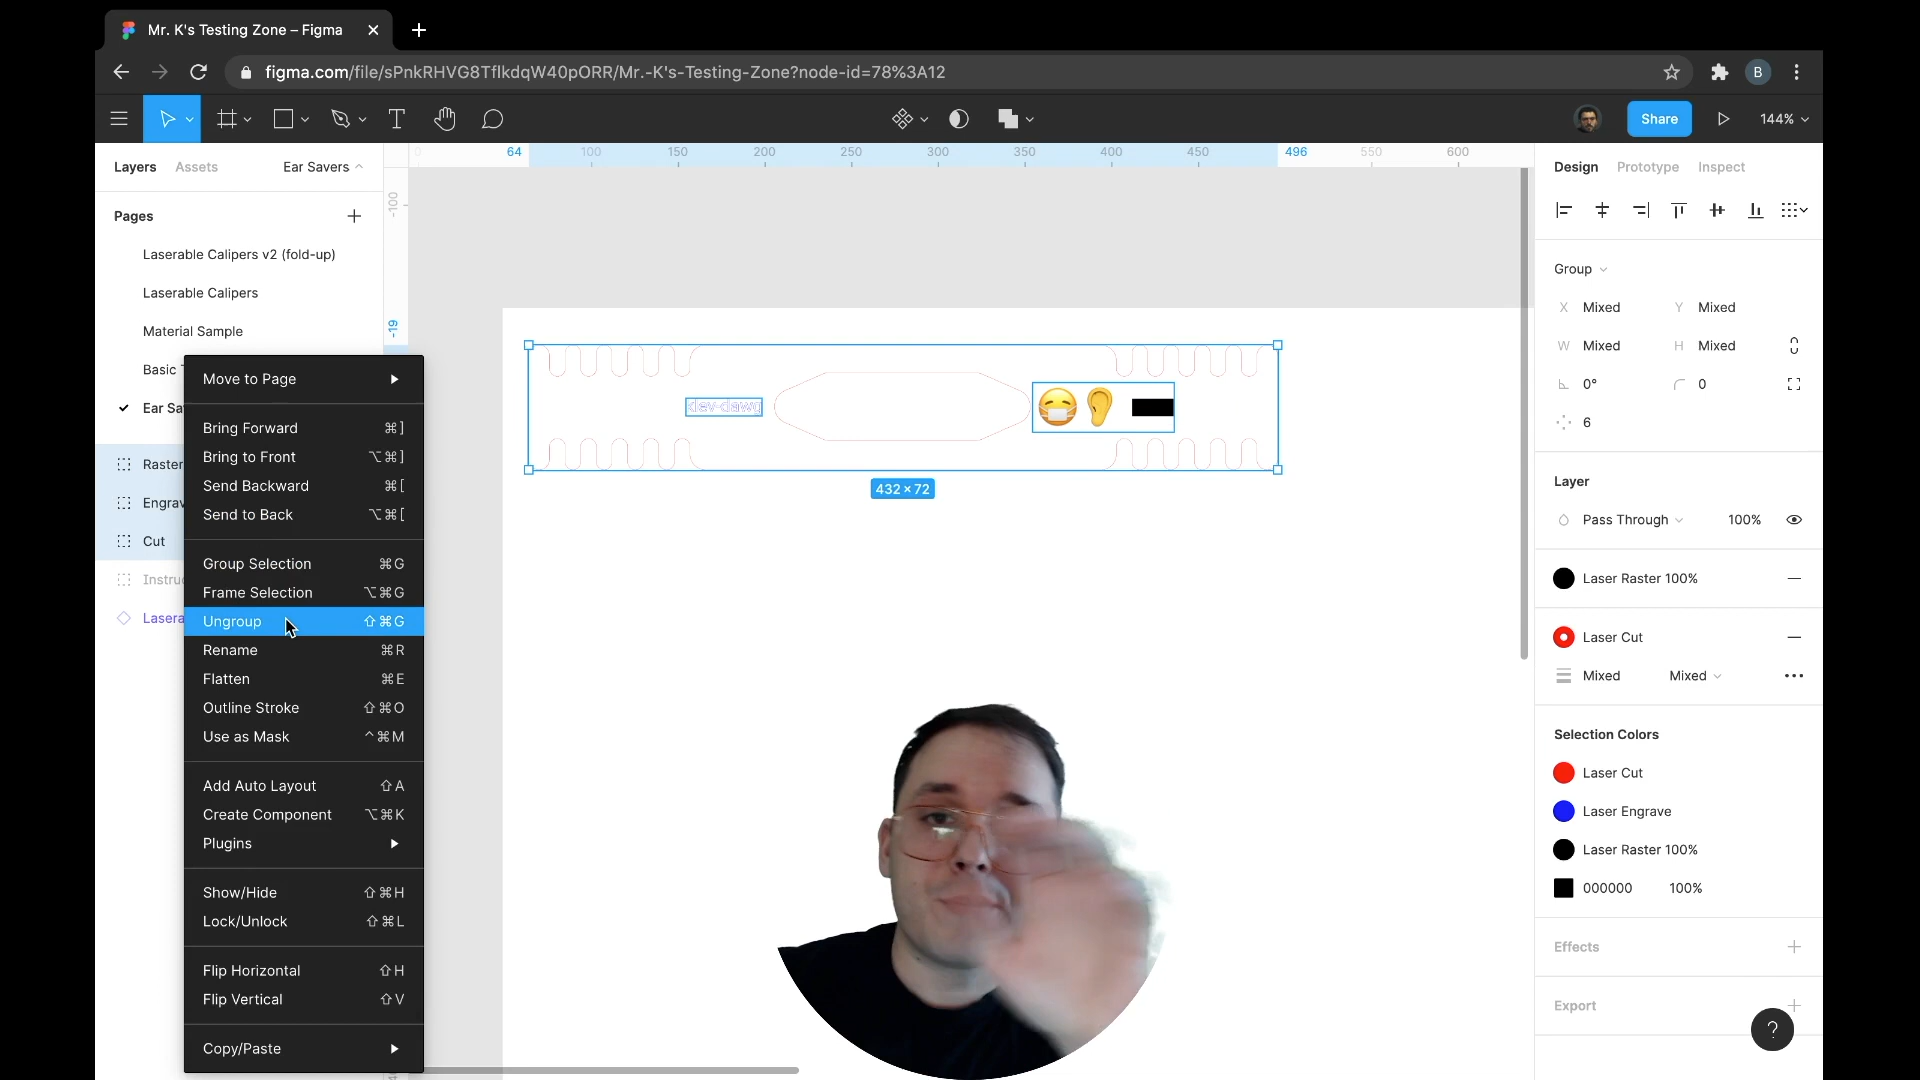 Mr. K's Testing Zone – Figma
figma.com/file/sPnkRHVG8TflkdqW40pORR/Mr.-K's-Testing-Zone?node-id=78%3A12
B
T
Share
144%
Layers Assets Ear Savers
0 64 100 150 200 250 300 350 400 450 496 550 600
Design Prototype Inspect
Pages
-100
-19
Laserable Calipers v2 (fold-up)
Laserable Calipers
Material Sample
Basic
Ear Sa
Raster
Engrav
Cut
Instruc
Lasera
Move to Page
Bring Forward ⌘]
Bring to Front ⌥⌘]
Send Backward ⌘[
Send to Back ⌥⌘[
Group Selection ⌘G
Frame Selection ⌥⌘G
Ungroup ⇧⌘G
Rename ⌘R
Flatten ⌘E
Outline Stroke ⇧⌘O
Use as Mask ^⌘M
Add Auto Layout ⇧A
Create Component ⌥⌘K
Plugins
Show/Hide ⇧⌘H
Lock/Unlock ⇧⌘L
Flip Horizontal ⇧H
Flip Vertical ⇧V
Copy/Paste
klev-dawg
432 × 72
Group
X Mixed Y Mixed
W Mixed H Mixed
0° 0
6
Layer
Pass Through 100%
Laser Raster 100%
Laser Cut
Mixed Mixed
Selection Colors
Laser Cut
Laser Engrave
Laser Raster 100%
000000 100%
Effects
Export
?